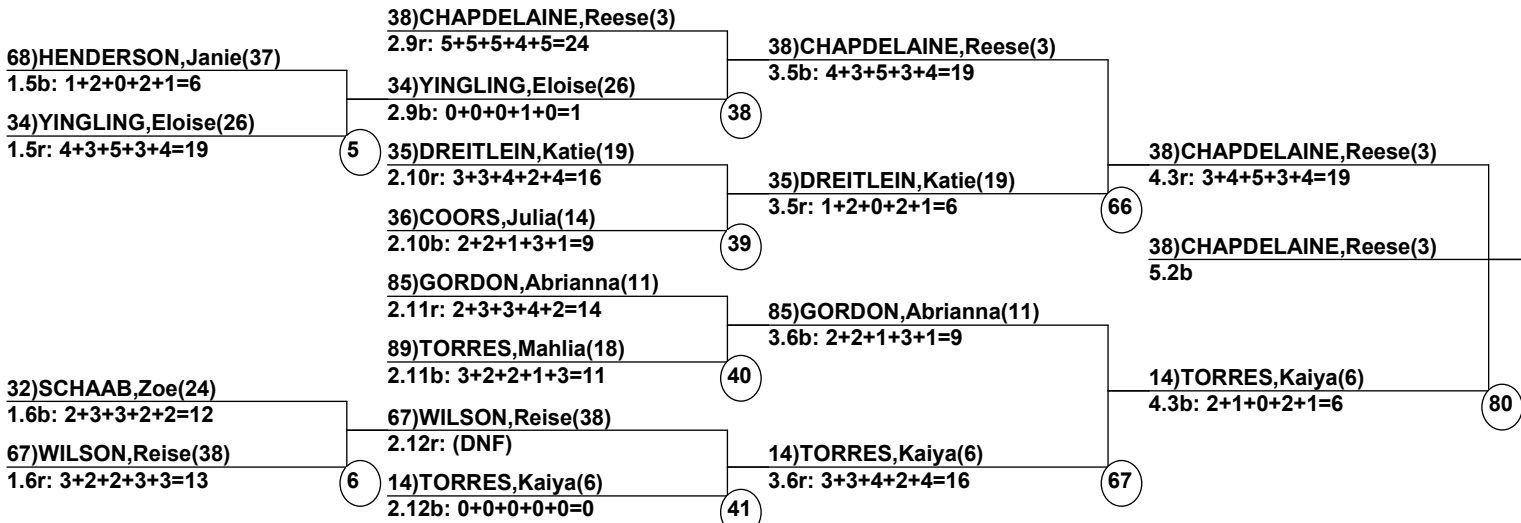 68)HENDERSON,Janie(37)
1.5b: 1+2+0+2+1=6
34)YINGLING,Eloise(26)
1.5r: 4+3+5+3+4=19
5
32)SCHAAB,Zoe(24)
1.6b: 2+3+3+2+2=12
67)WILSON,Reise(38)
1.6r: 3+2+2+3+3=13
6
38)CHAPDELAINE,Reese(3)
2.9r: 5+5+5+4+5=24
34)YINGLING,Eloise(26)
2.9b: 0+0+0+1+0=1
38
35)DREITLEIN,Katie(19)
2.10r: 3+3+4+2+4=16
36)COORS,Julia(14)
2.10b: 2+2+1+3+1=9
39
85)GORDON,Abrianna(11)
2.11r: 2+3+3+4+2=14
89)TORRES,Mahlia(18)
2.11b: 3+2+2+1+3=11
40
67)WILSON,Reise(38)
2.12r: (DNF)
14)TORRES,Kaiya(6)
2.12b: 0+0+0+0+0=0
41
38)CHAPDELAINE,Reese(3)
3.5b: 4+3+5+3+4=19
35)DREITLEIN,Katie(19)
3.5r: 1+2+0+2+1=6
66
85)GORDON,Abrianna(11)
3.6b: 2+2+1+3+1=9
14)TORRES,Kaiya(6)
3.6r: 3+3+4+2+4=16
67
38)CHAPDELAINE,Reese(3)
4.3r: 3+4+5+3+4=19
38)CHAPDELAINE,Reese(3)
5.2b
14)TORRES,Kaiya(6)
4.3b: 2+1+0+2+1=6
80